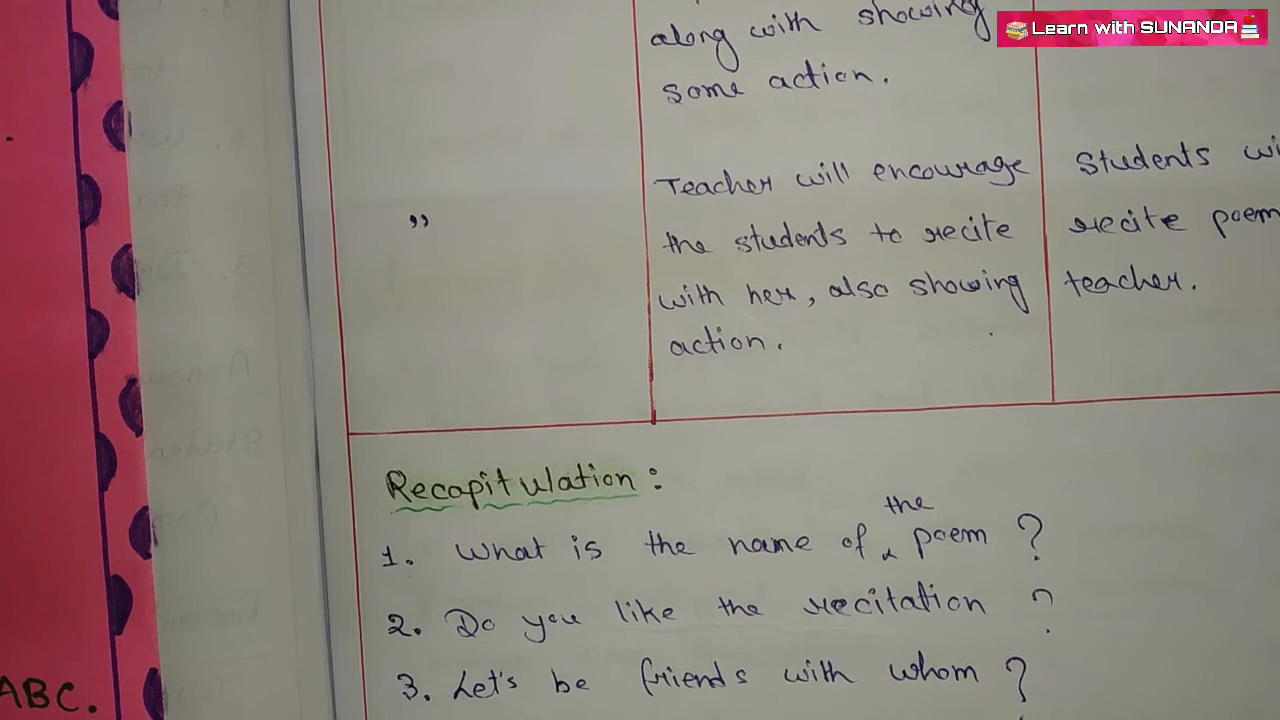 Learn with SUNANDA
along with showing
some action.
Teacher will encourage
the students to recite
with her, also showing
action.
Students
recite poem
teacher.
”
Recapitulation :
the
1. What is the name of poem ?
2. Do you like the recitation ?
3. Let's be friends with whom ?
ABC.